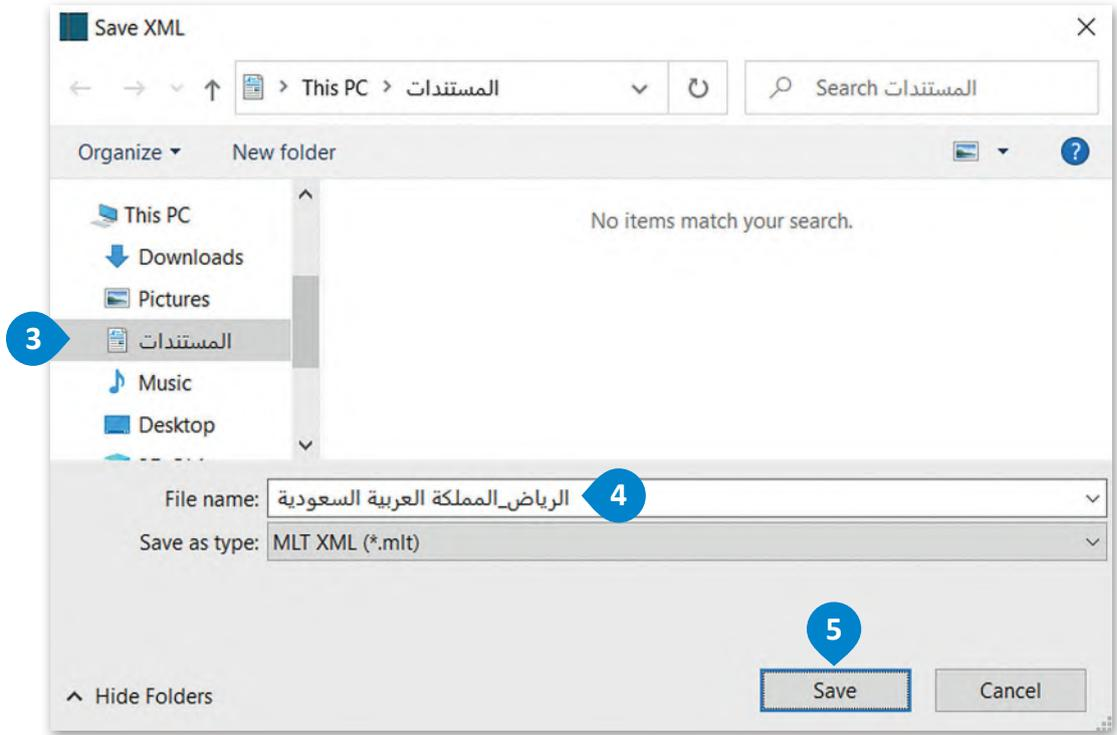 Save XML
This PC > المستندات
Search المستندات
Organize
New folder
?
This PC
No items match your search.
Downloads
Pictures
3
المستندات
Music
Desktop
File name: الرياض_المملكة العربية السعودية
4
Save as type: MLT XML (*.mlt)
5
Hide Folders
Save
Cancel